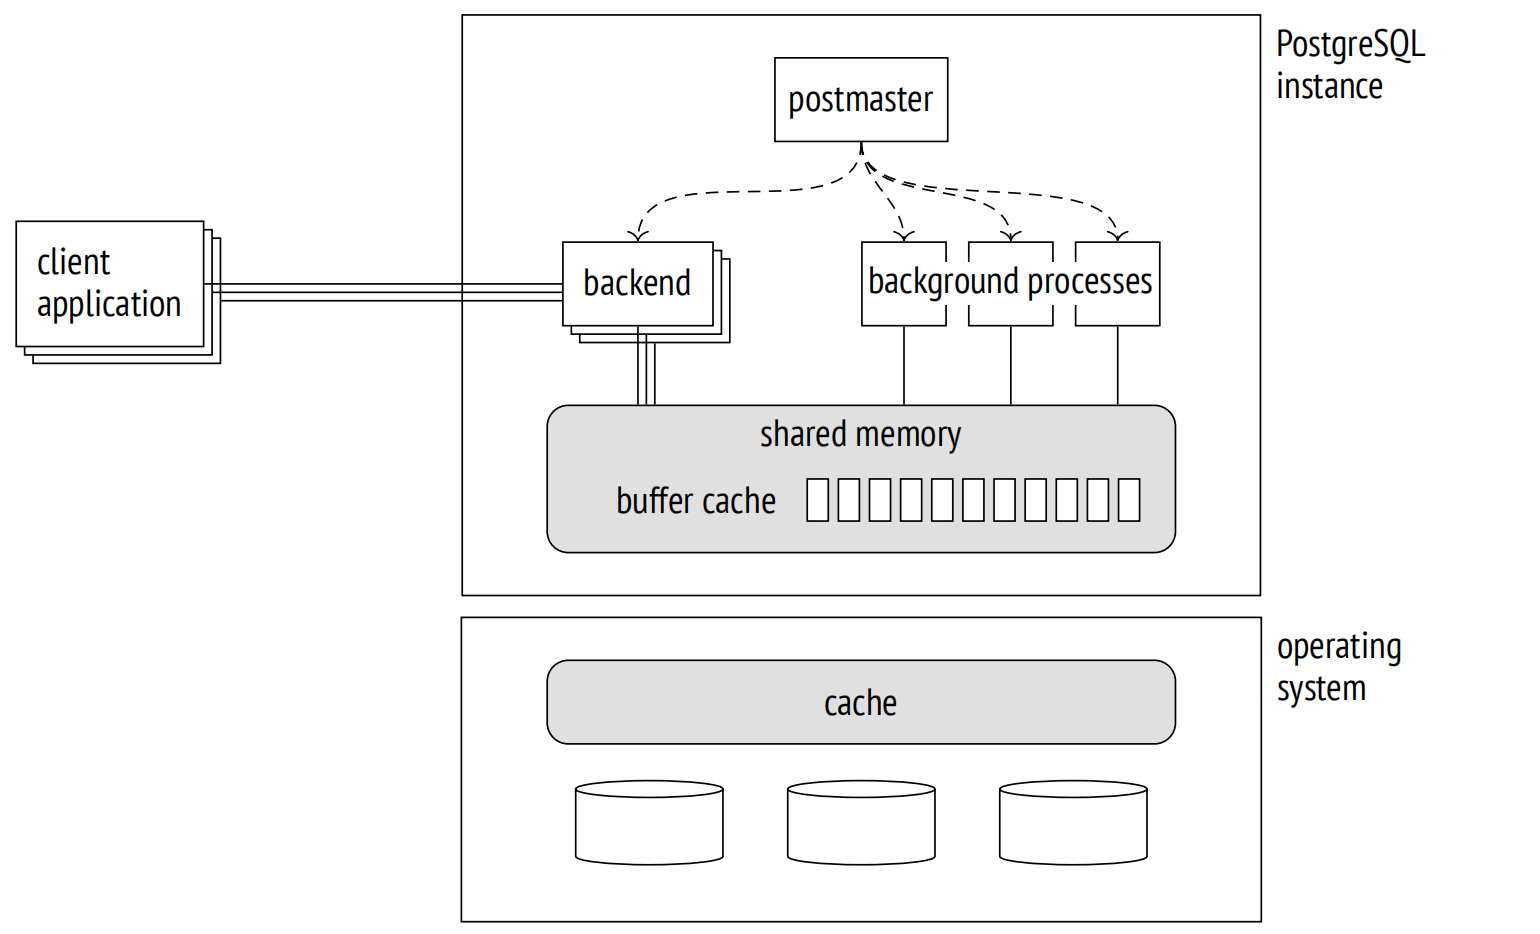 PostgreSQL
instance
postmaster
client
application
backend
background processes
shared memory
buffer cache
operating
system
cache